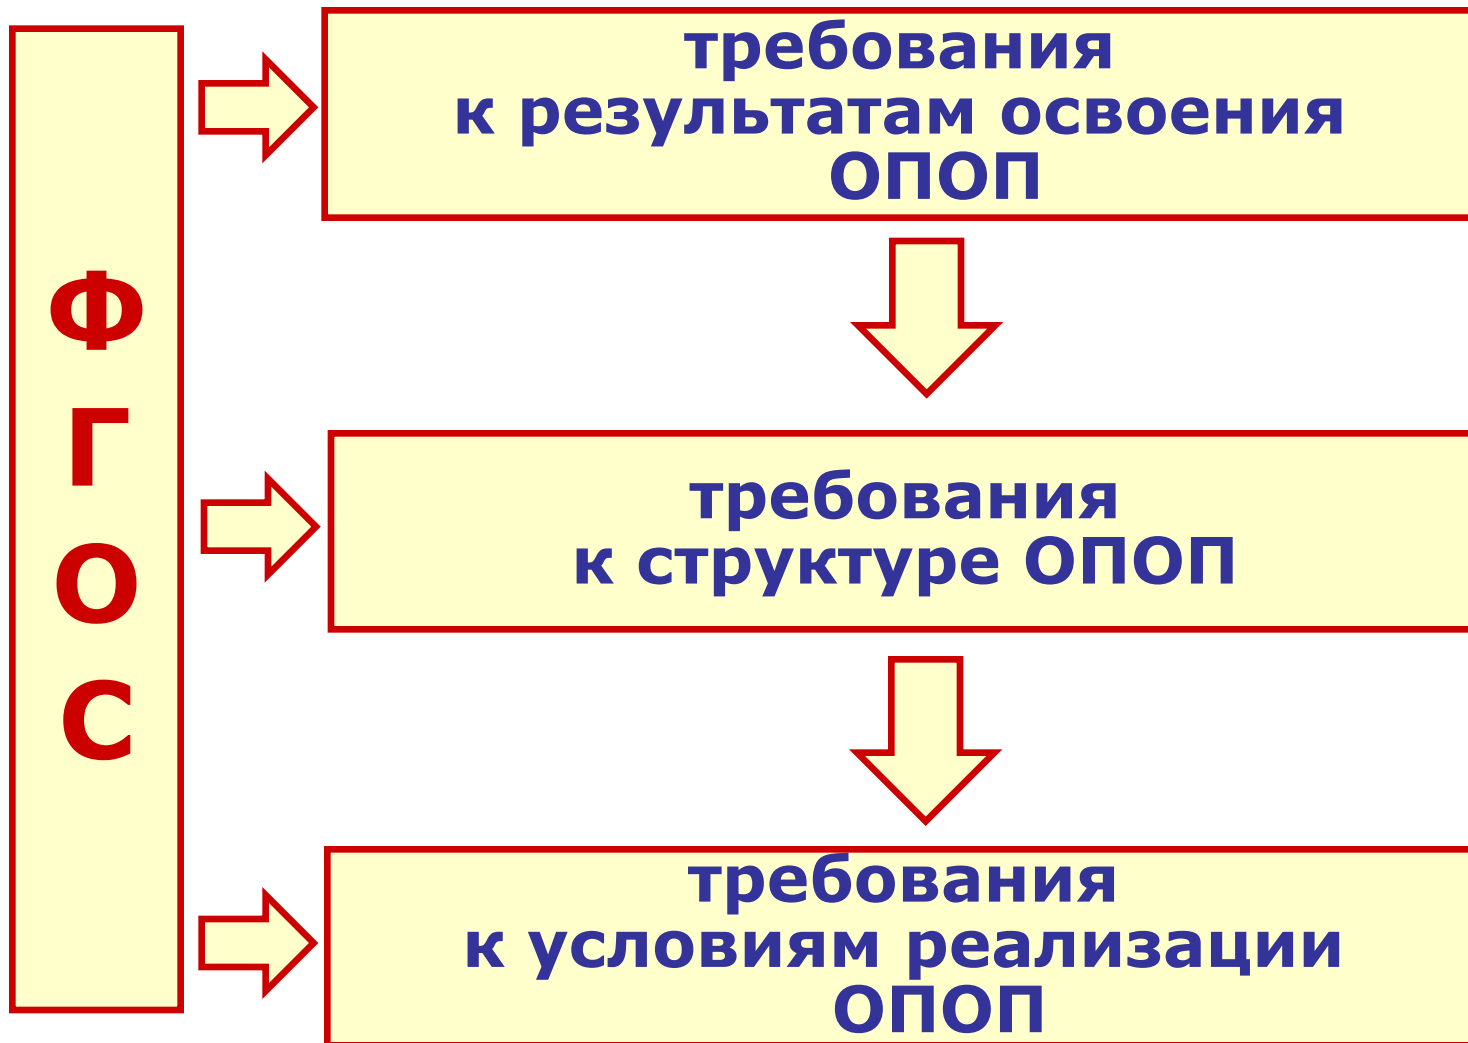 Ф
Г
О
С
требования
к результатам освоения
ОПОП
требования
к структуре ОПОП
требования
к условиям реализации
ОПОП